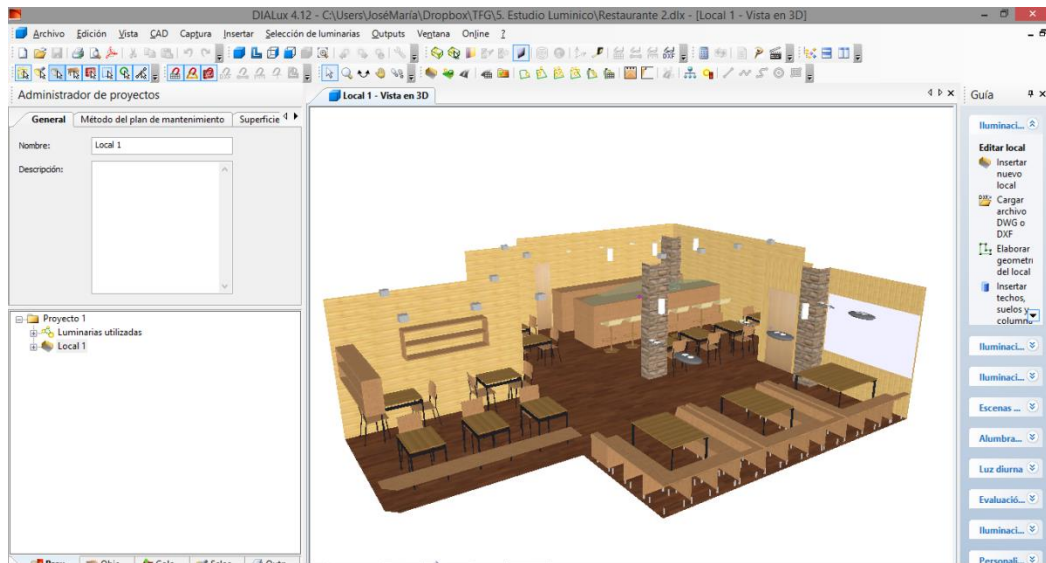 DIALux 4.12 - C:\Users\JoséMaría\Dropbox\TFG\5. Estudio Luminico\Restaurante 2.dlx - [Local 1 - Vista en 3D]
Archivo Edición Vista CAD Captura Insertar Selección de luminarias Outputs Ventana Online ?
Administrador de proyectos
General Método del plan de mantenimiento Superficie
Nombre: Local 1
Descripción:
Proyecto 1
Luminarias utilizadas
Local 1
Local 1 - Vista en 3D
Guía
Iluminaci...
Editar local
Insertar
nuevo
local
Cargar
archivo
DWG o
DXF
Elaborar
geometrí
del local
Insertar
techos,
suelos y
Iluminaci...
Iluminaci...
Escenas ...
Alumbra...
Luz diurna
Evaluació...
Iluminaci...
Personali...